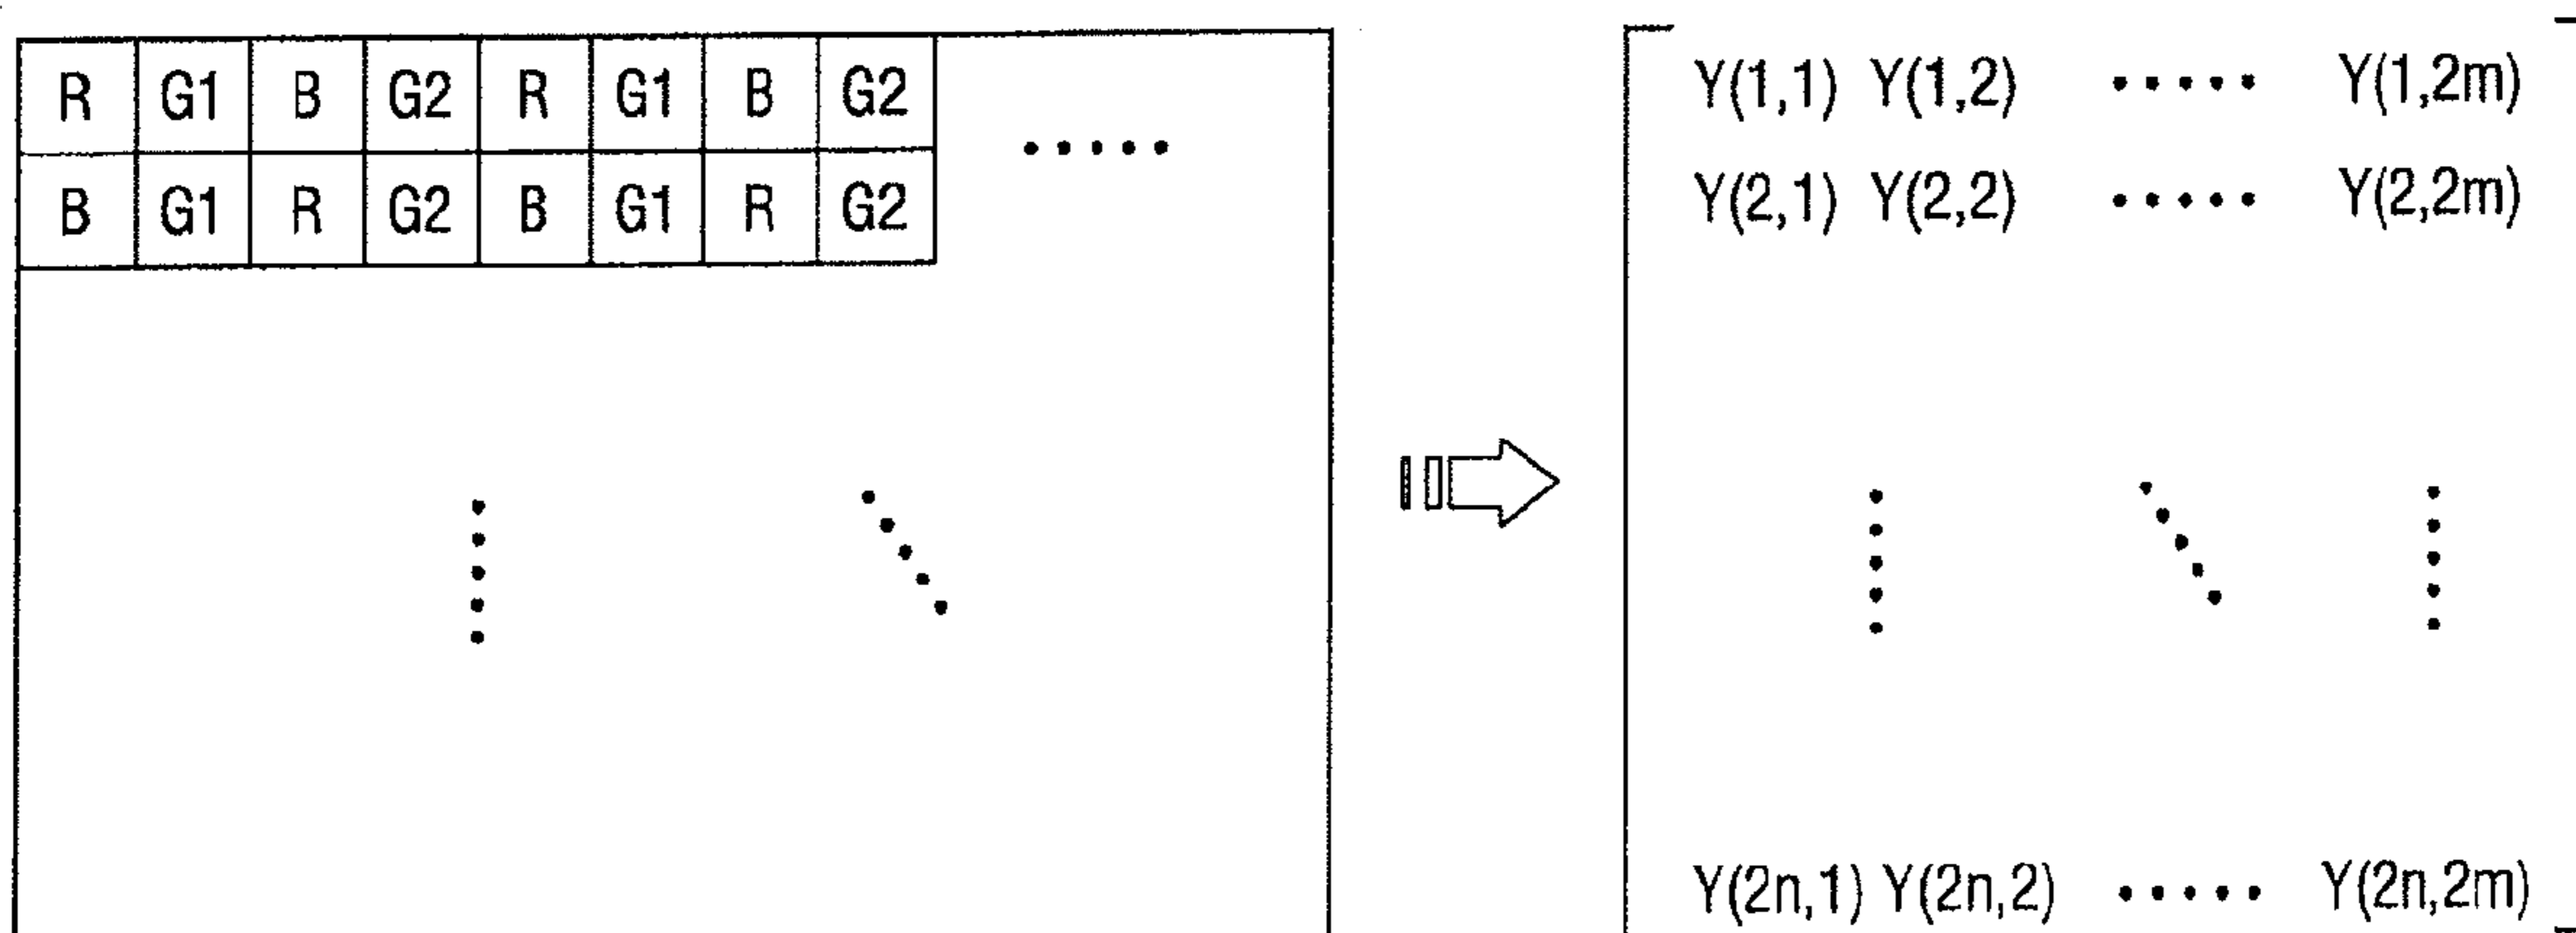 R G1 B G2 R G1 B G2 .....
B G1 R G2 B G1 R G2
Y(1,1) Y(1,2) ..... Y(1,2m)
Y(2,1) Y(2,2) ..... Y(2,2m)
Y(2n,1) Y(2n,2) ..... Y(2n,2m)